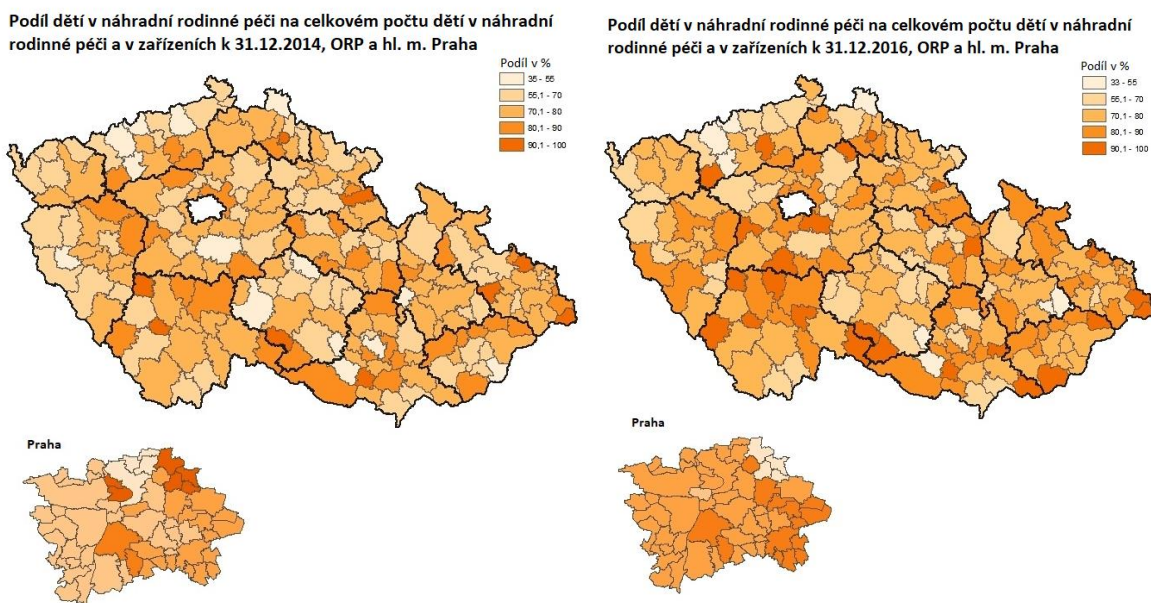 Podíl dětí v náhradní rodinné péči na celkovém počtu dětí v náhradní
rodinné péči a v zařízeních k 31.12.2014, ORP a hl. m. Praha
Podíl v %
35 - 55
55,1 - 70
70,1 - 80
80,1 - 90
90,1 - 100
Praha
Podíl dětí v náhradní rodinné péči na celkovém počtu dětí v náhradní
rodinné péči a v zařízeních k 31.12.2016, ORP a hl. m. Praha
Podíl v %
33 - 55
55,1 - 70
70,1 - 80
80,1 - 90
90,1 - 100
Praha